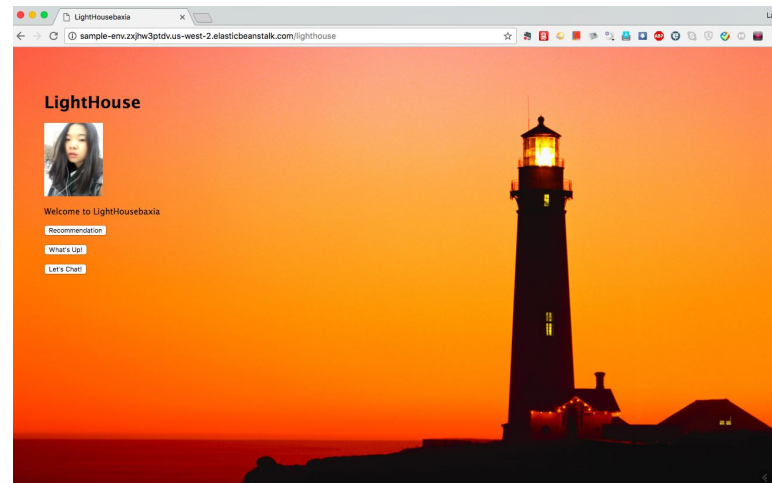 LightHousebaxia
La
sample-env.zxjhw3ptdv.us-west-2.elasticbeanstalk.com/lighthouse
LightHouse
Welcome to LightHousebaxia
Recommendation
What's Up!
Let's Chat!